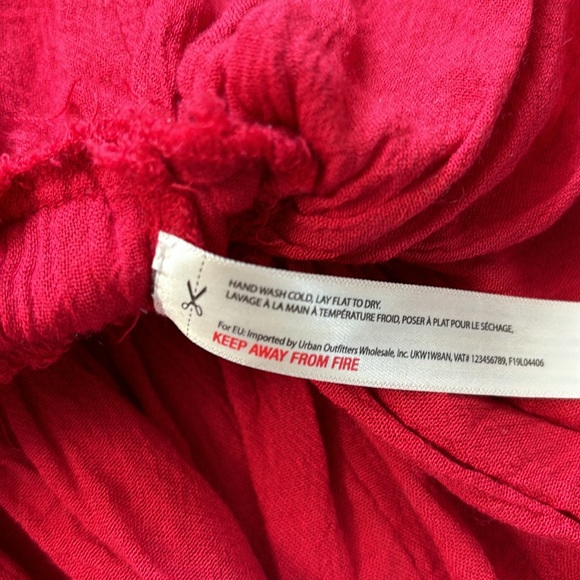 HAND WASH COLD, LAY FLAT TO DRY.
LAVAGE À LA MAIN À TEMPÉRATURE FROID, POSER À PLAT POUR LE SÉCHAGE,
For EU: Imported by Urban Outfitters Wholesale, Inc. UKW1W8AN, VAT# 123456789, F19L04406
KEEP AWAY FROM FIRE